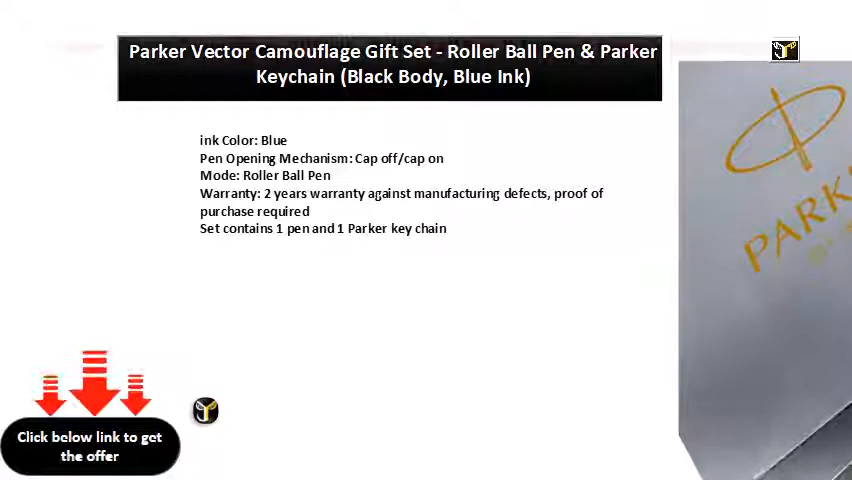 Parker Vector Camouflage Gift Set - Roller Ball Pen & Parker
Keychain (Black Body, Blue Ink)
ink Color: Blue
Pen Opening Mechanism: Cap off/cap on
Mode: Roller Ball Pen
Warranty: 2 years warranty against manufacturing defects, proof of
purchase required
Set contains 1 pen and 1 Parker key chain
PARK
Click below link to get
the offer